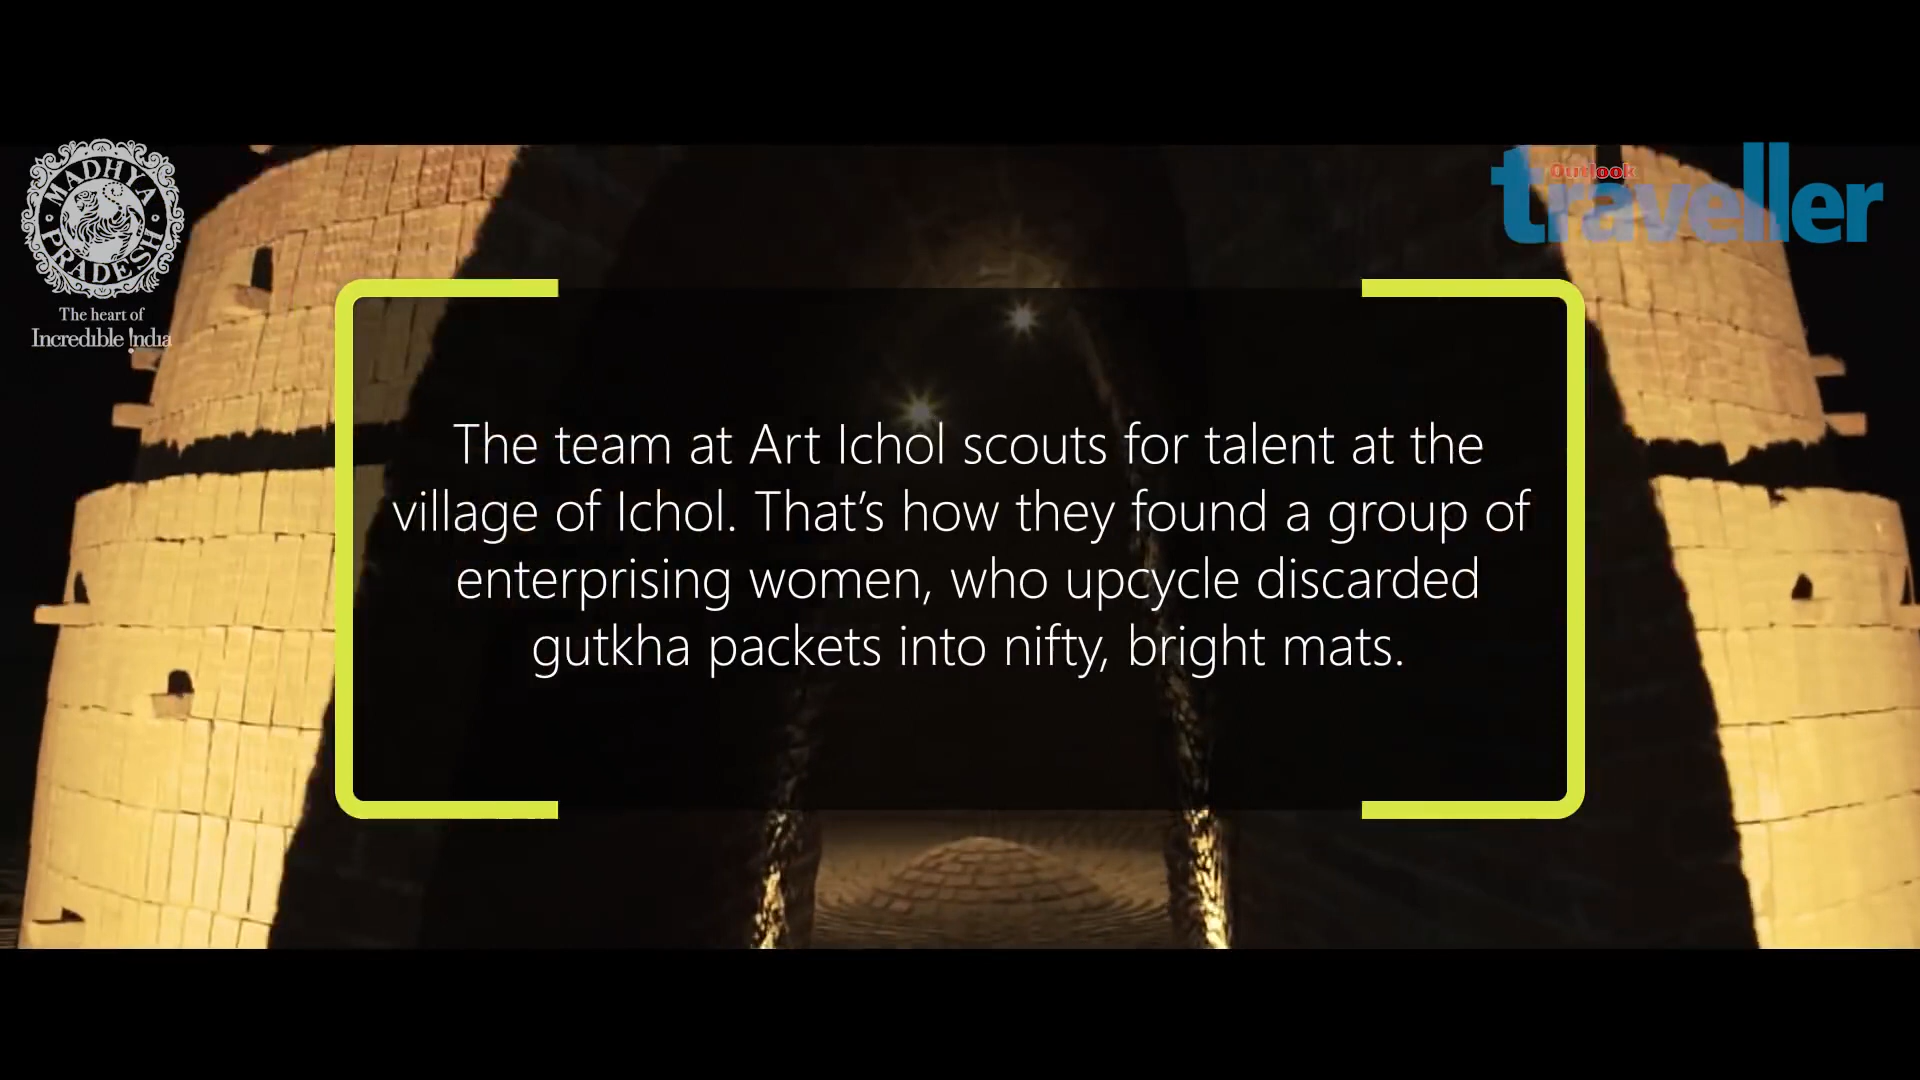 MADHYA PRADESH
The heart of
Incredible !ndia
Outlook
traveller
The team at Art Ichol scouts for talent at the
village of Ichol. That’s how they found a group of
enterprising women, who upcycle discarded
gutkha packets into nifty, bright mats.